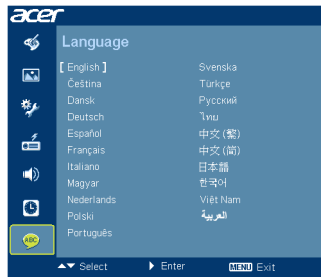 acer
Language
[ English ]
Čeština
Dansk
Deutsch
Español
Français
Italiano
Magyar
Nederlands
Polski
Português
Svenska
Türkçe
Русский
ไทย
中文 (繁)
中文 (简)
日本語
한국어
Việt Nam
العربية
ABC
Select
Enter
MENU Exit